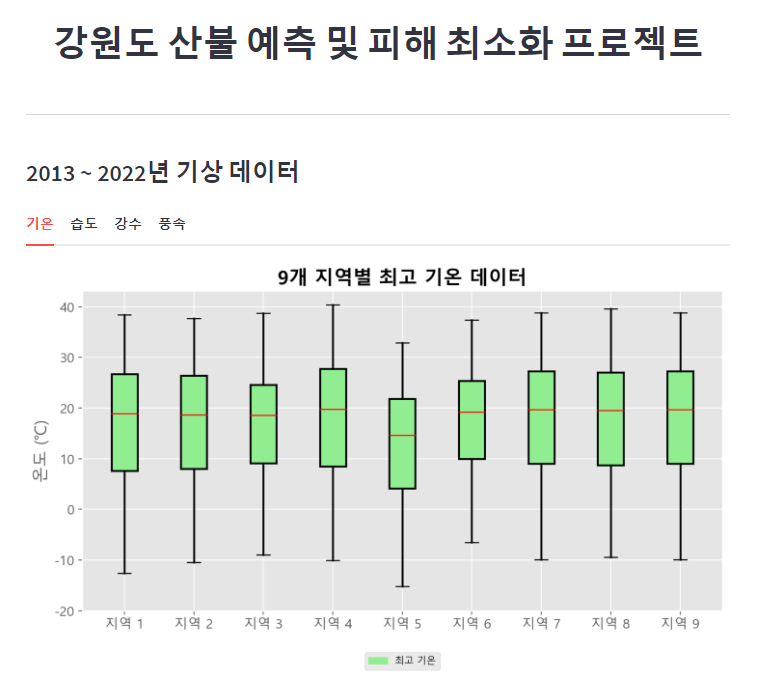 강원도 산불 예측 및 피해 최소화 프로젝트
2013 ~ 2022년 기상 데이터
기온 습도 강수 풍속
9개 지역별 최고 기온 데이터
온도 (℃)
40
30
20
10
0
-10
-20
지역 1 지역 2 지역 3 지역 4 지역 5 지역 6 지역 7 지역 8 지역 9
최고 기온